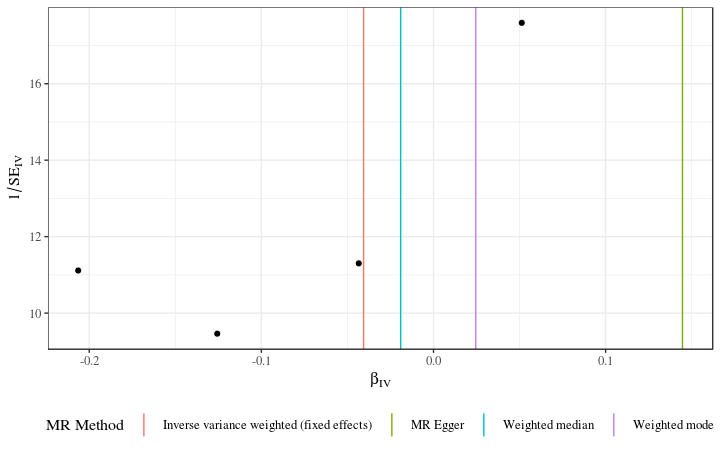 1/SE_IV
16
14
12
10
-0.2 -0.1 0.0 0.1
β_IV
MR Method Inverse variance weighted (fixed effects) MR Egger Weighted median Weighted mode